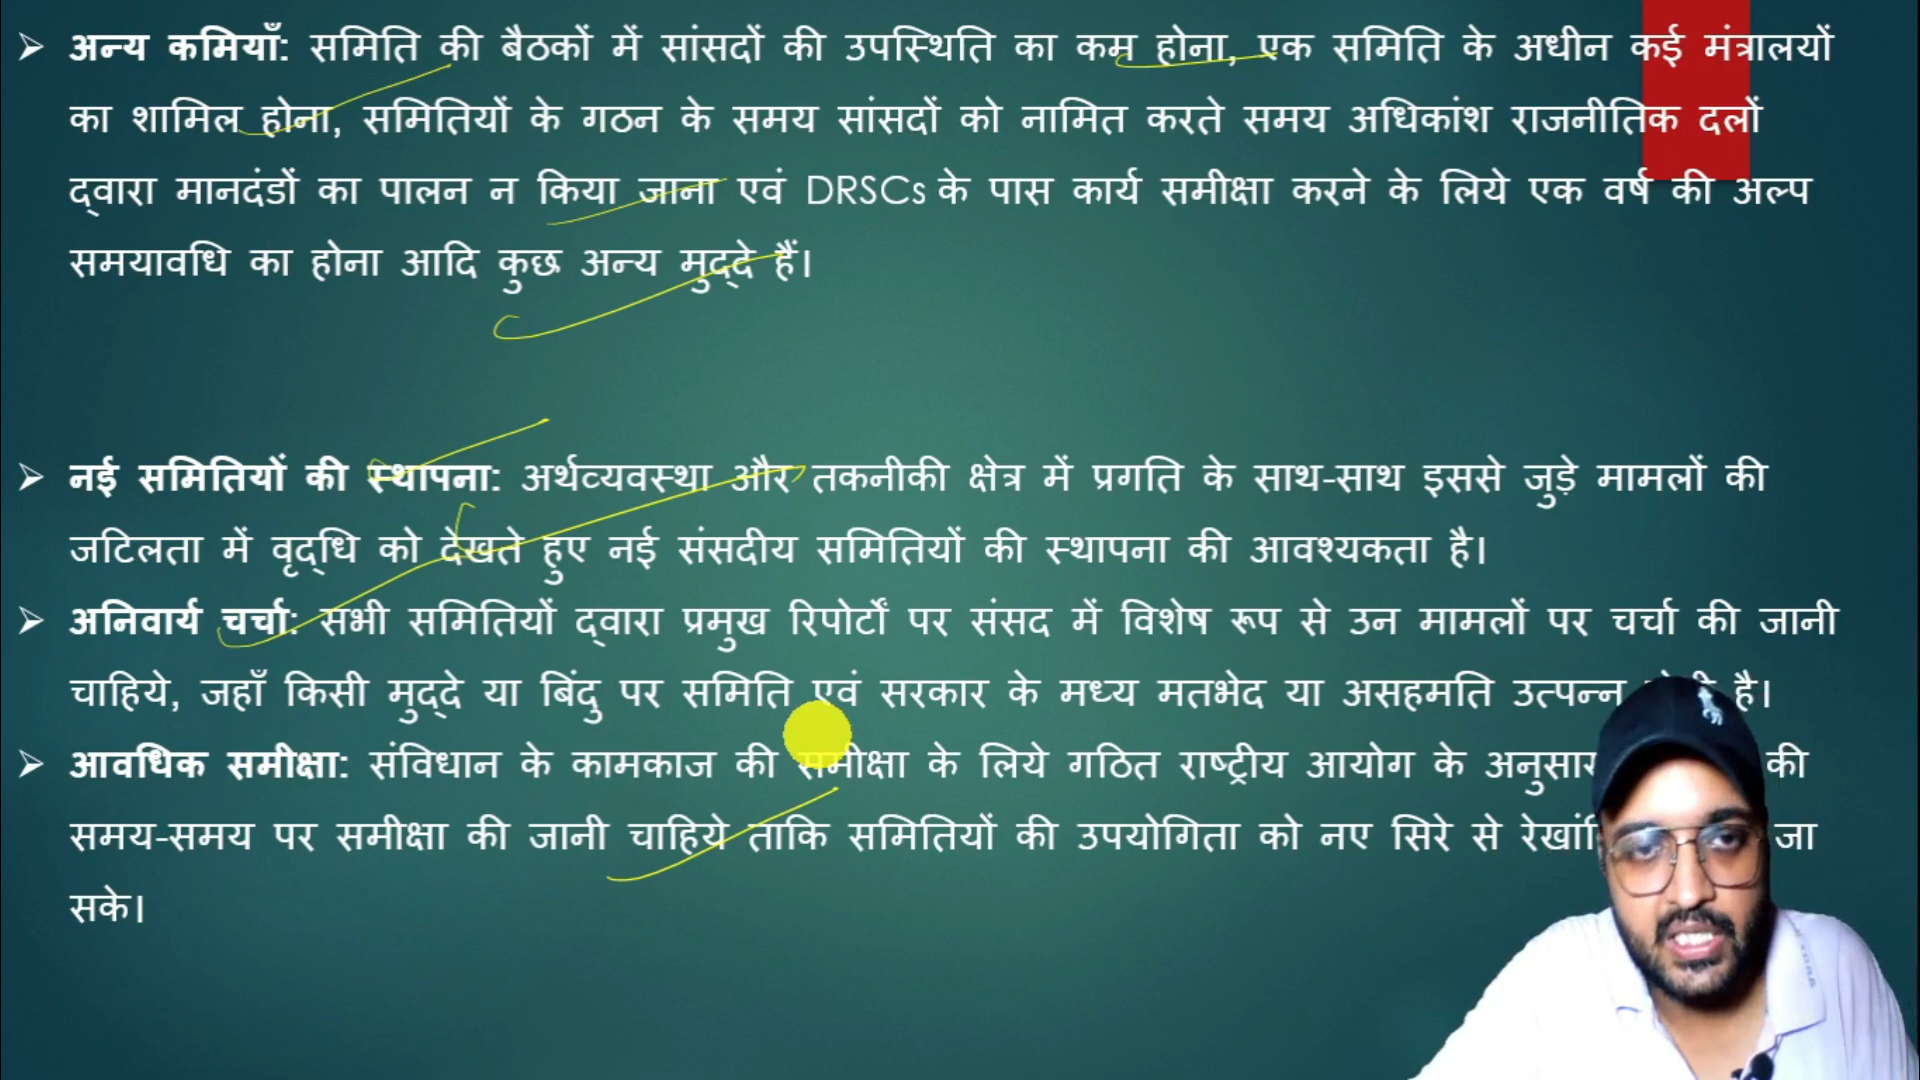 ➢ अन्य कमियाँ: समिति की बैठकों में सांसदों की उपस्थिति का कम होना, एक समिति के अधीन कई मंत्रालयों
का शामिल होना, समितियों के गठन के समय सांसदों को नामित करते समय अधिकांश राजनीतिक दलों
द्वारा मानदंडों का पालन न किया जाना एवं DRSCs के पास कार्य समीक्षा करने के लिये एक वर्ष की अल्प
समयावधि का होना आदि कुछ अन्य मुद्दे हैं।
➢ नई समितियों की स्थापना: अर्थव्यवस्था और तकनीकी क्षेत्र में प्रगति के साथ-साथ इससे जुड़े मामलों की
जटिलता में वृद्धि को देखते हुए नई संसदीय समितियों की स्थापना की आवश्यकता है।
➢ अनिवार्य चर्चा: सभी समितियों द्वारा प्रमुख रिपोर्टों पर संसद में विशेष रूप से उन मामलों पर चर्चा की जानी
चाहिये, जहाँ किसी मुद्दे या बिंदु पर समिति एवं सरकार के मध्य मतभेद या असहमति उत्पन्न है।
➢ आवधिक समीक्षा: संविधान के कामकाज की समीक्षा के लिये गठित राष्ट्रीय आयोग के अनुसार की
समय-समय पर समीक्षा की जानी चाहिये ताकि समितियों की उपयोगिता को नए सिरे से जा
सके।